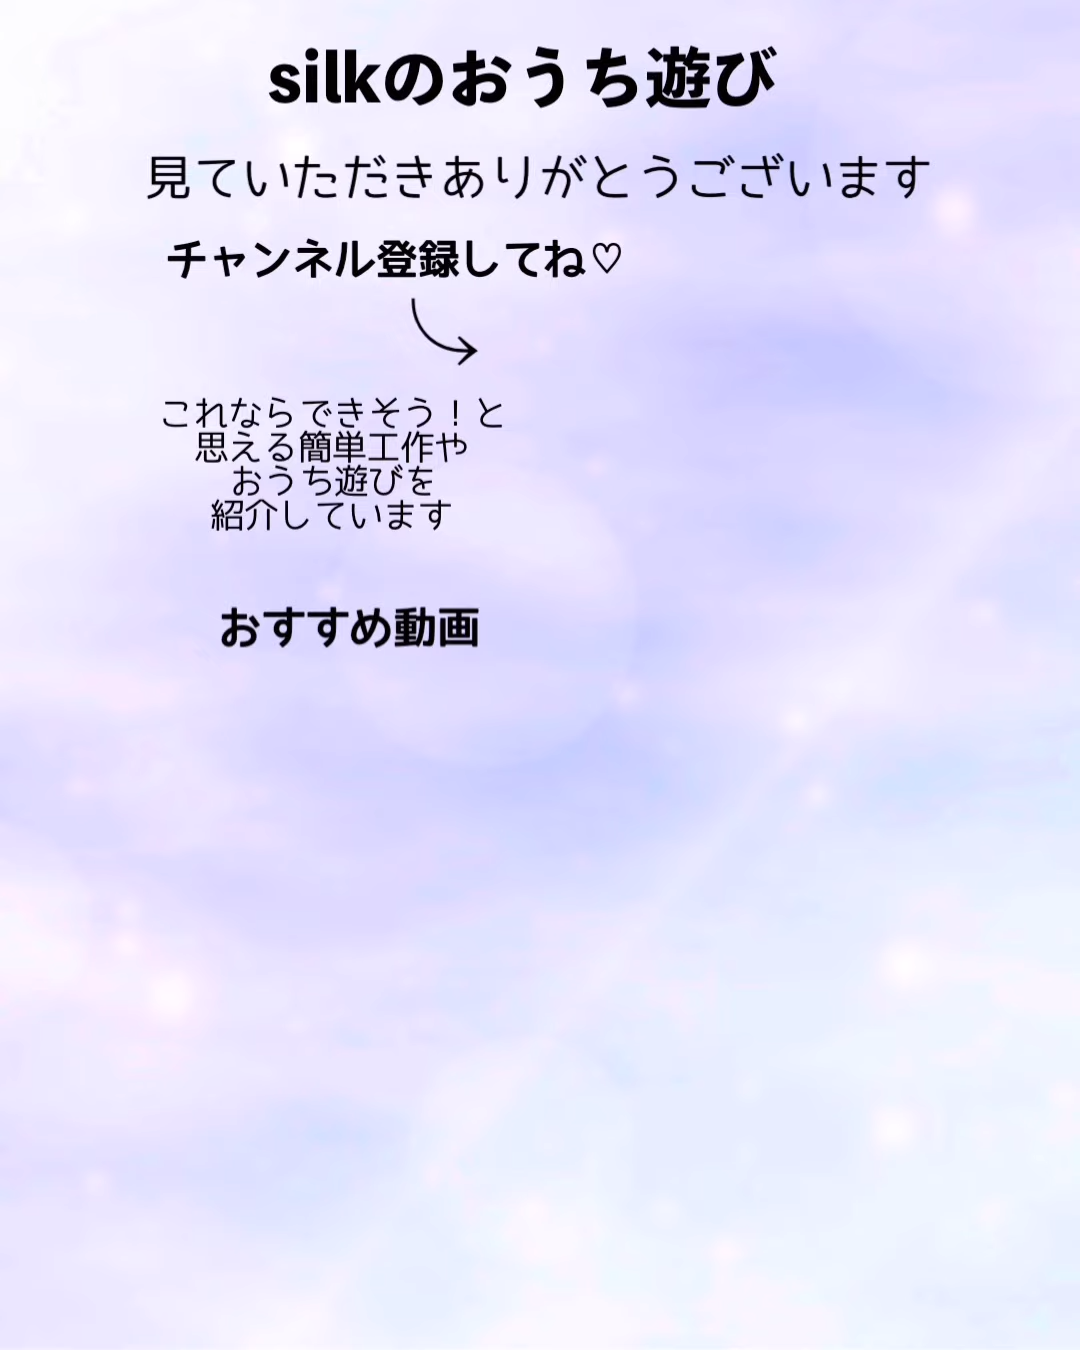 silkのおうち遊び
見ていただきありがとうございます
チャンネル登録してね♡
これならできそう！と
思える簡単工作や
おうち遊びを
紹介しています
おすすめ動画